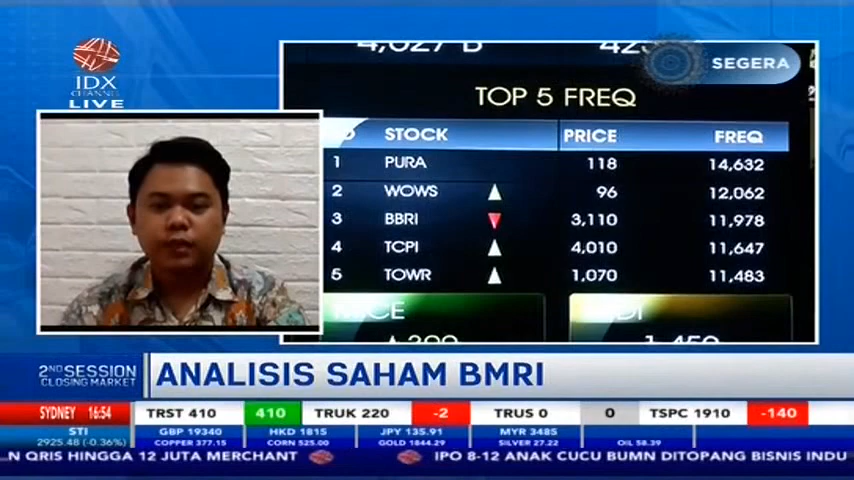 4,027 B
SEGERA
IDX
CHANNEL
LIVE
TOP 5 FREQ
STOCK PRICE FREQ
1 PURA 118 14,632
2 WOWS 96 12,062
3 BBRI 3,110 11,978
4 TCPI 4,010 11,647
5 TOWR 1,070 11,483
2ND SESSION
CLOSING MARKET
ANALISIS SAHAM BMRI
SYDNEY 16:54 TRST 410 410 TRUK 220 -2 TRUS 0 0 TSPC 1910 -140
STI GBP 19340 HKD 1815 JPY 135.91 MYR 3485
2925.48 (-0.36%) COPPER 377.15 CORN 525.00 GOLD 1844.29 SILVER 27.22 OIL 58.39
N QRIS HINGGA 12 JUTA MERCHANT IPO 8-12 ANAK CUCU BUMN DITOPANG BISNIS INDU